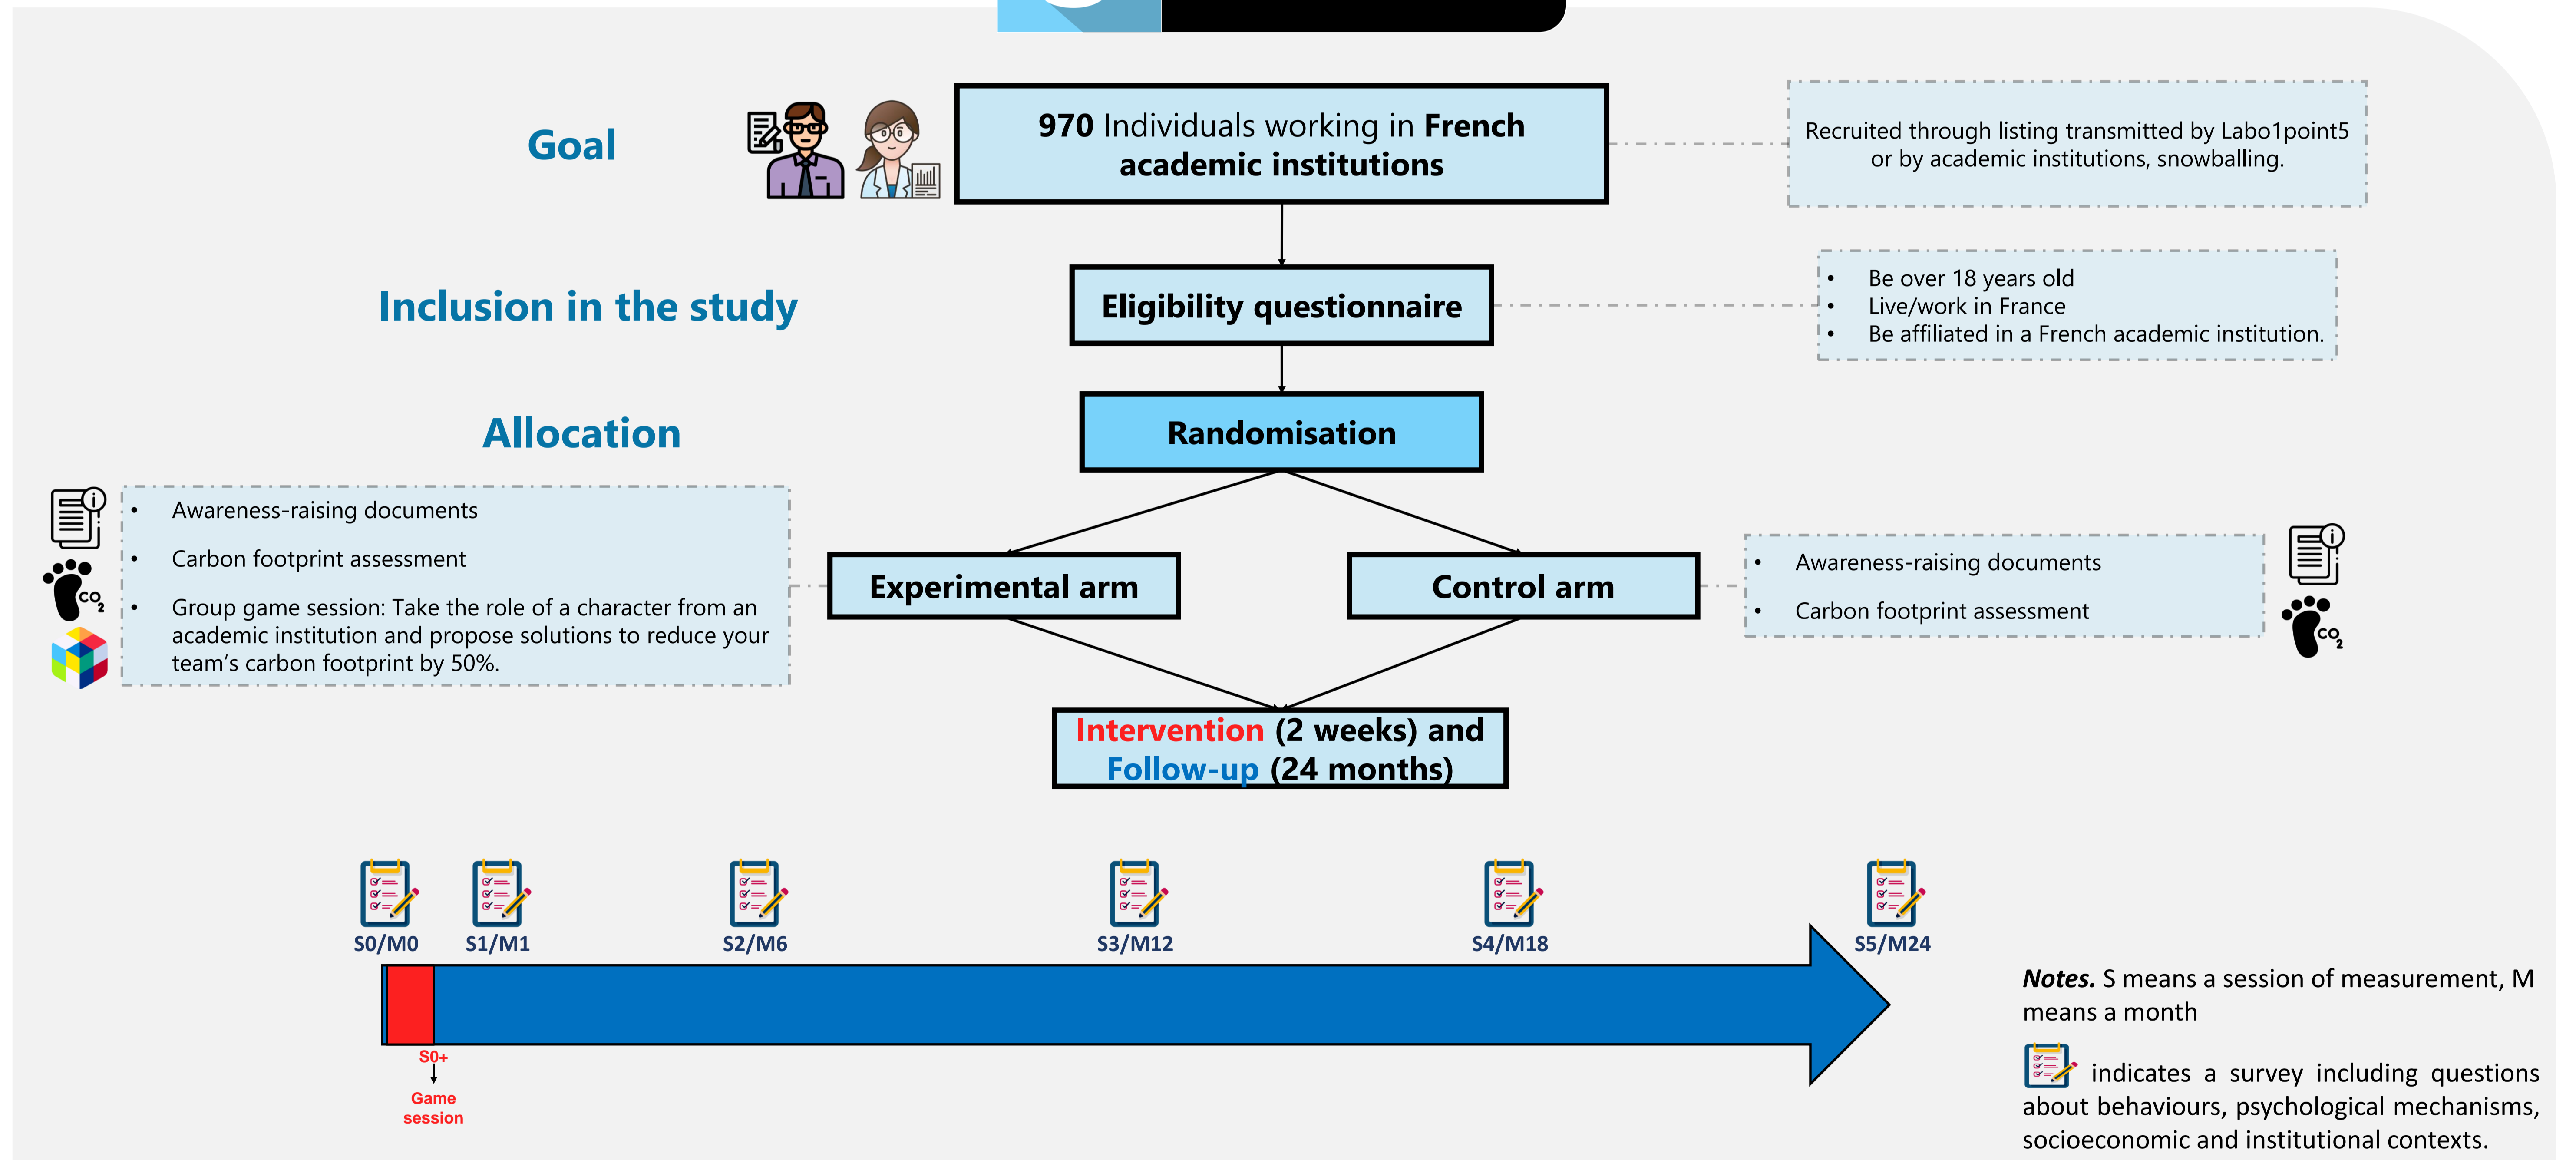 Goal
970 Individuals working in French
academic institutions
Recruited through listing transmitted by Labo1point5
or by academic institutions, snowballing.
Inclusion in the study
Eligibility questionnaire
• Be over 18 years old
• Live/work in France
• Be affiliated in a French academic institution.
Allocation
Randomisation
• Awareness-raising documents
• Carbon footprint assessment
• Group game session: Take the role of a character from an
academic institution and propose solutions to reduce your
team's carbon footprint by 50%.
CO2
Experimental arm
Control arm
• Awareness-raising documents
• Carbon footprint assessment
CO2
Intervention (2 weeks) and
Follow-up (24 months)
S0/M0
S1/M1
S2/M6
S3/M12
S4/M18
S5/M24
S0+
Game
session
Notes. S means a session of measurement, M
means a month
indicates a survey including questions
about behaviours, psychological mechanisms,
socioeconomic and institutional contexts.